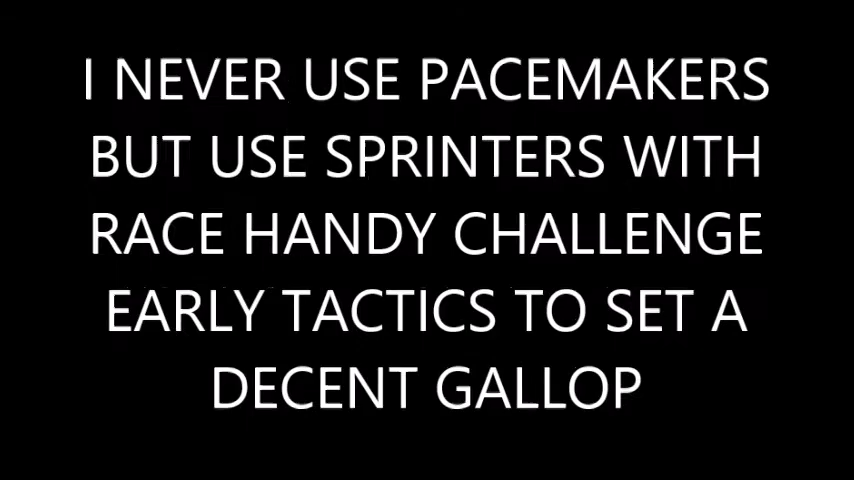 I NEVER USE PACEMAKERS
BUT USE SPRINTERS WITH
RACE HANDY CHALLENGE
EARLY TACTICS TO SET A
DECENT GALLOP